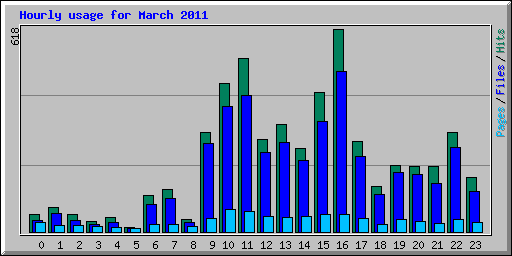 Hourly usage for March 2011
618
Pages/Files/Hits
0 1 2 3 4 5 6 7 8 9 10 11 12 13 14 15 16 17 18 19 20 21 22 23